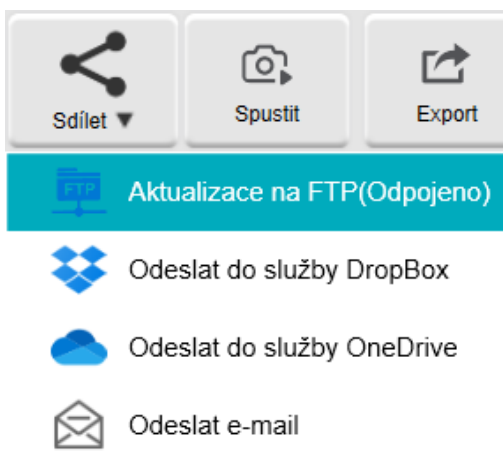 Sdílet ▼
Spustit
Export
FTP
Aktualizace na FTP(Odpojeno)
Odeslat do služby DropBox
Odeslat do služby OneDrive
Odeslat e-mail